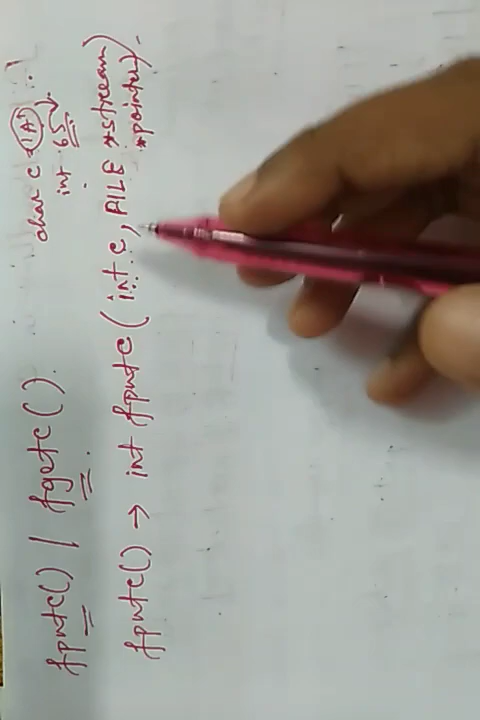 fputc() | fgetc().
char c = 'A'
int 65
fputc() → int fputc ( int c, FILE *stream)
*pointer).